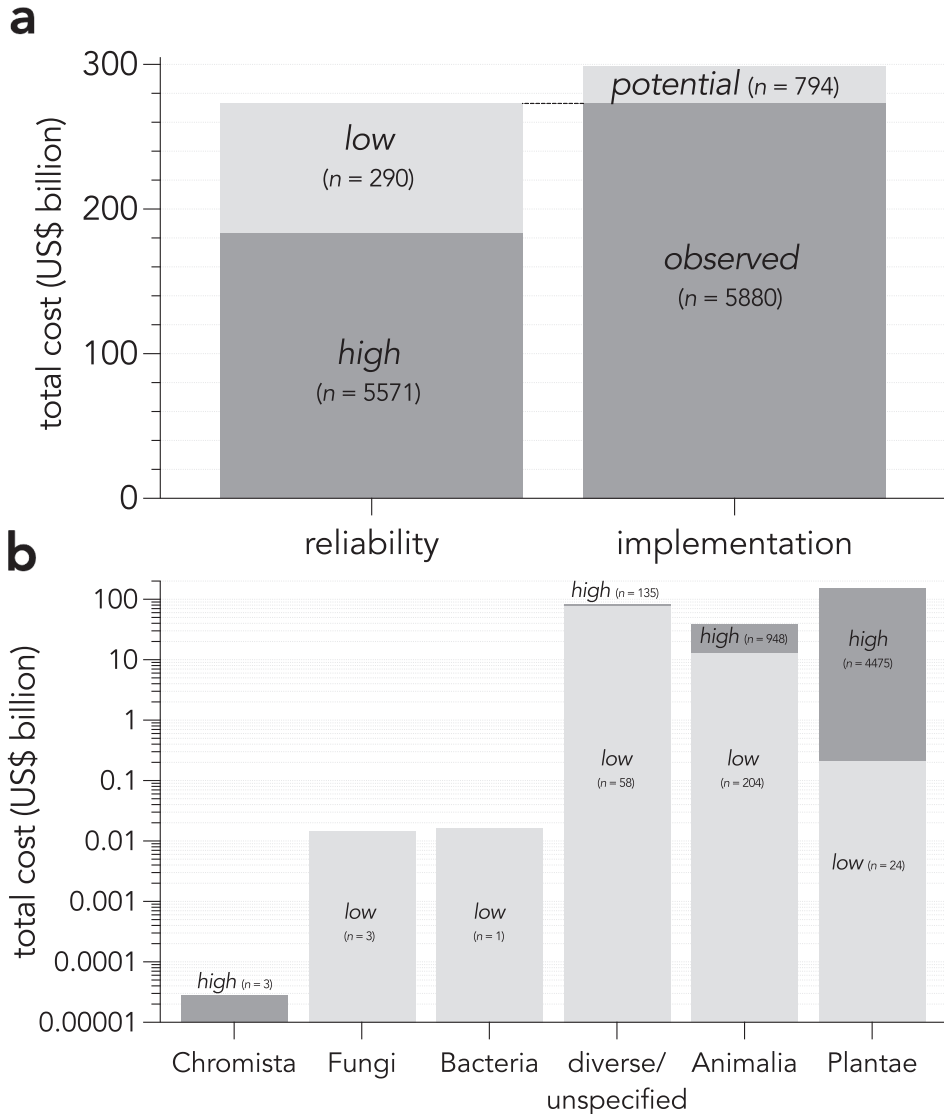 a
total cost (US$ billion)
300
200
100
0
low
(n = 290)
high
(n = 5571)
potential (n = 794)
observed
(n = 5880)
reliability
implementation
b
total cost (US$ billion)
100
10
1
0.1
0.01
0.001
0.0001
0.00001
high (n = 3)
low
(n = 3)
low
(n = 1)
high (n = 135)
low
(n = 58)
high (n = 948)
low
(n = 204)
high
(n = 4475)
low (n = 24)
Chromista
Fungi
Bacteria
diverse/
unspecified
Animalia
Plantae